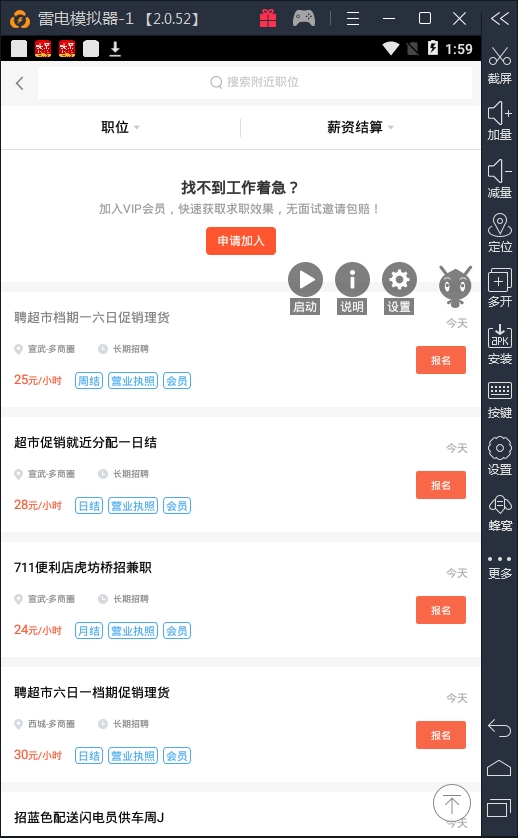 雷电模拟器-1 【2.0.52】
1:59
搜索附近职位
职位
薪资结算
找不到工作着急？
加入VIP会员，快速获取求职效果，无面试邀请包赔！
申请加入
启动
说明
设置
聘超市档期一六日促销理货
今天
宣武-多商圈
长期招聘
报名
25元/小时
周结
营业执照
会员
超市促销就近分配一日结
今天
宣武-多商圈
长期招聘
报名
28元/小时
日结
营业执照
会员
711便利店虎坊桥招兼职
今天
宣武-多商圈
长期招聘
报名
24元/小时
月结
营业执照
会员
聘超市六日一档期促销理货
今天
西城-多商圈
长期招聘
报名
30元/小时
日结
营业执照
会员
招蓝色配送闪电员供车周J
今天
截屏
加量
减量
定位
多开
APK
安装
按键
设置
蜂窝
更多